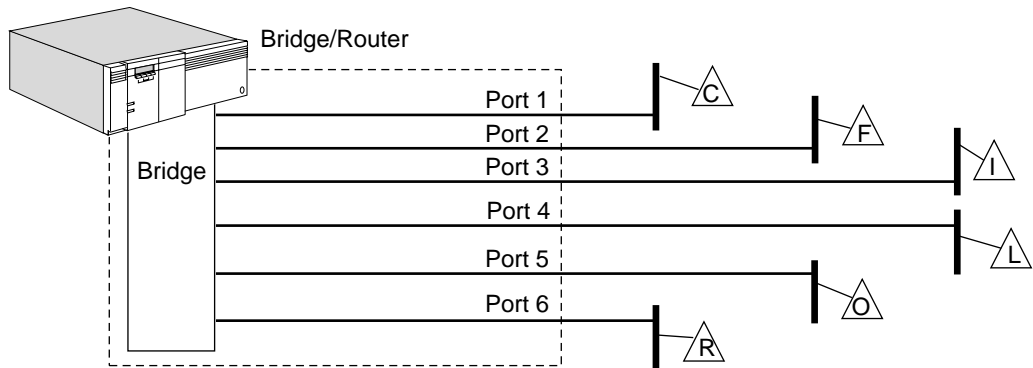 Bridge/Router
Port 1
C
Port 2
F
Port 3
I
Bridge
Port 4
L
Port 5
O
Port 6
R